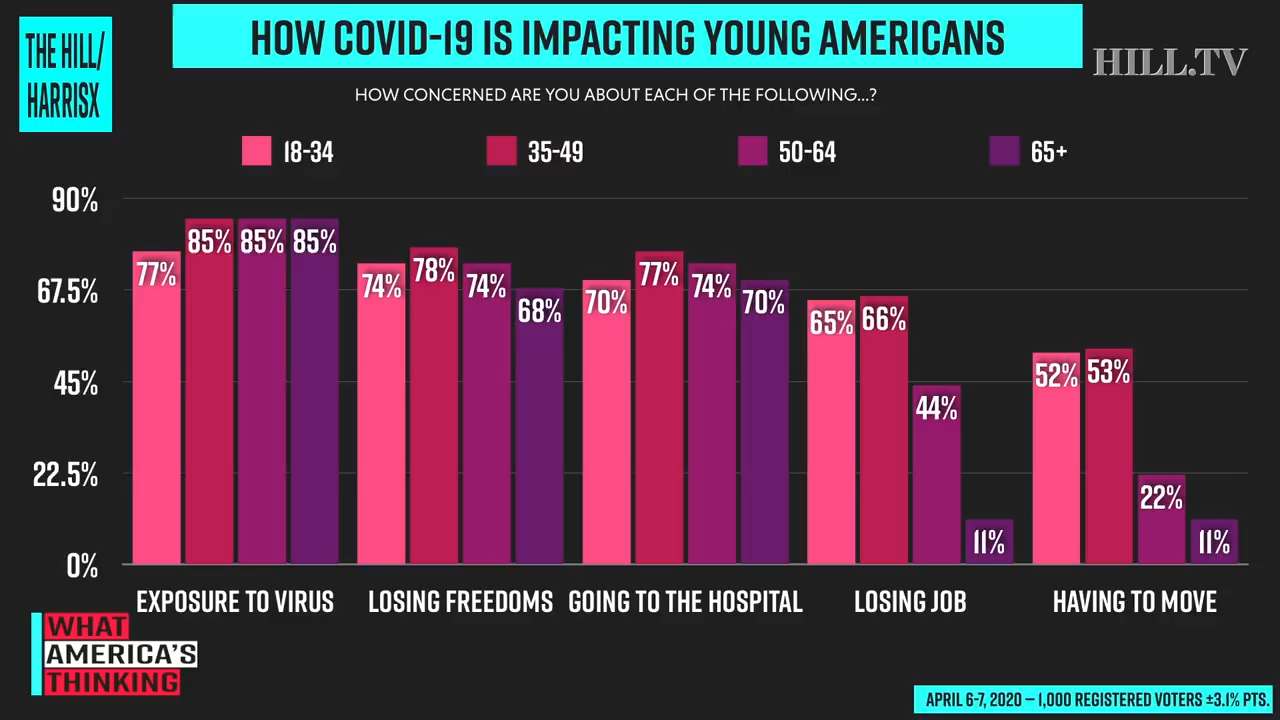 THE HILL/
HARRISX
HOW COVID-19 IS IMPACTING YOUNG AMERICANS
HILL.TV
HOW CONCERNED ARE YOU ABOUT EACH OF THE FOLLOWING...?
18-34 35-49 50-64 65+
90%
67.5%
45%
22.5%
0%
77% 85% 85% 85%
74% 78% 74% 68%
70% 77% 74% 70%
65% 66% 44% 11%
52% 53% 22% 11%
EXPOSURE TO VIRUS LOSING FREEDOMS GOING TO THE HOSPITAL LOSING JOB HAVING TO MOVE
WHAT
AMERICA'S
THINKING
APRIL 6-7, 2020 – 1,000 REGISTERED VOTERS ±3.1% PTS.